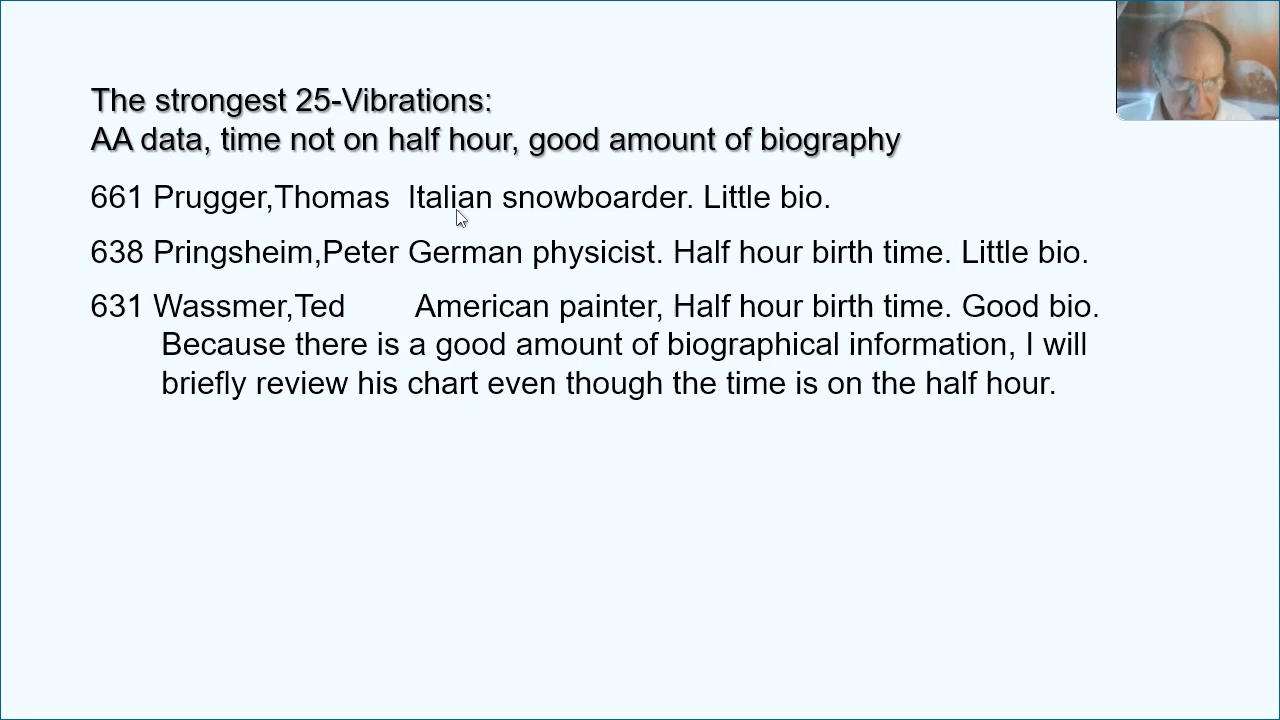 The strongest 25-Vibrations:
AA data, time not on half hour, good amount of biography
661 Prugger,Thomas Italian snowboarder. Little bio.
638 Pringsheim,Peter German physicist. Half hour birth time. Little bio.
631 Wassmer,Ted American painter, Half hour birth time. Good bio.
Because there is a good amount of biographical information, I will
briefly review his chart even though the time is on the half hour.